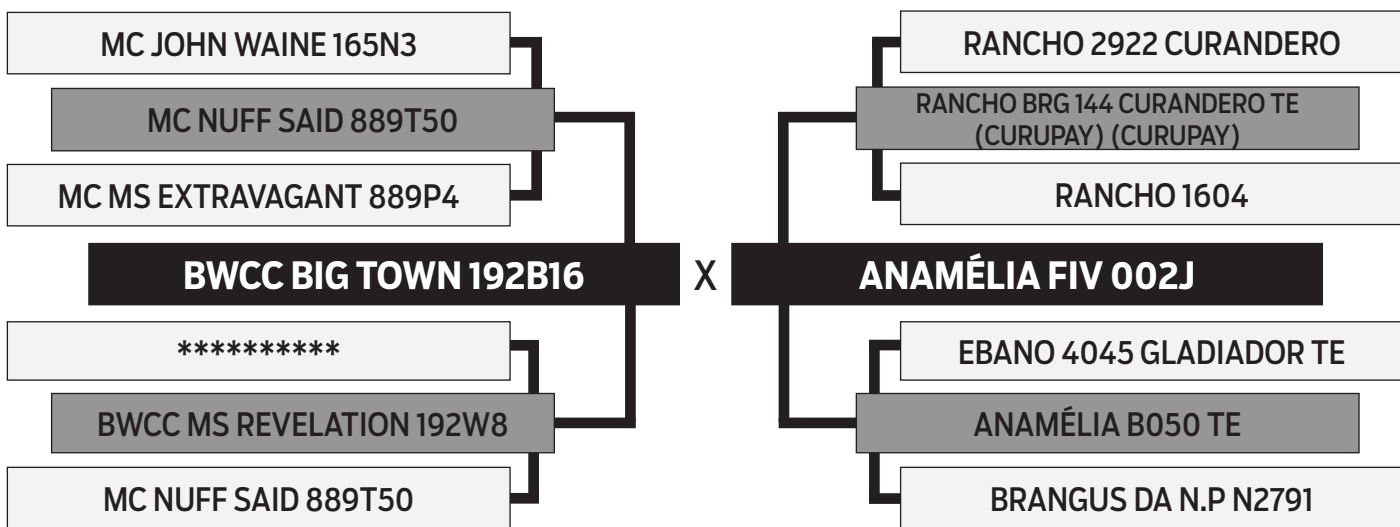 MC JOHN WAINE 165N3
MC NUFF SAID 889T50
MC MS EXTRAVAGANT 889P4
BWCC BIG TOWN 192B16
**********
BWCC MS REVELATION 192W8
MC NUFF SAID 889T50
X
RANCHO 2922 CURANDERO
RANCHO BRG 144 CURANDERO TE
(CURUPAY) (CURUPAY)
RANCHO 1604
ANAMÉLIA FIV 002J
EBANO 4045 GLADIADOR TE
ANAMÉLIA B050 TE
BRANGUS DA N.P N2791